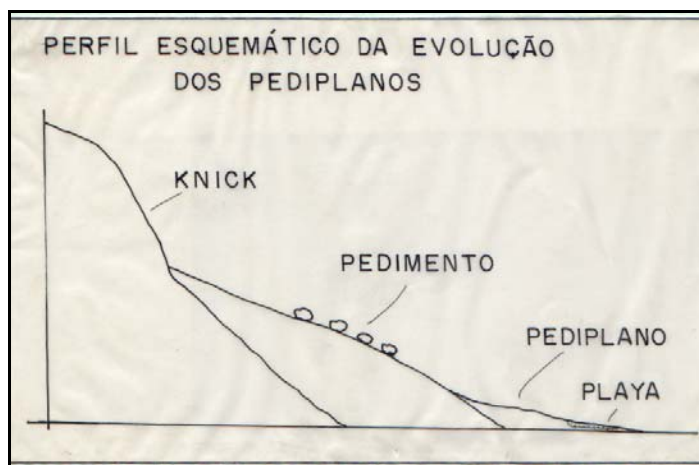 PERFIL ESQUEMÁTICO DA EVOLUÇÃO
DOS PEDIPLANOS
KNICK
PEDIMENTO
PEDIPLANO
PLAYA